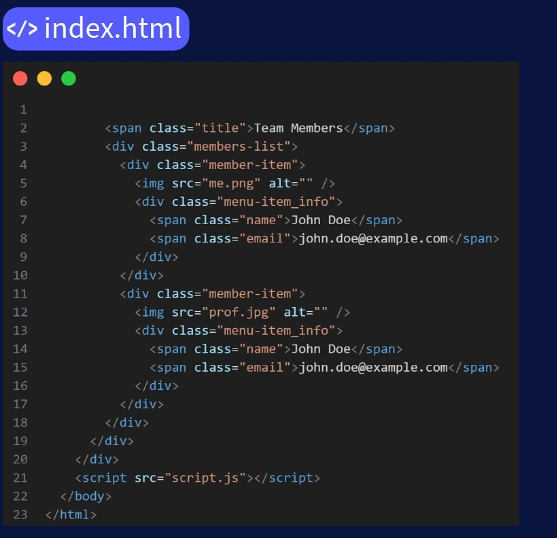 </> index.html
1
2 <span class="title">Team Members</span>
3 <div class="members-list">
4 <div class="member-item">
5 <img src="me.png" alt="" />
6 <div class="menu-item_info">
7 <span class="name">John Doe</span>
8 <span class="email">john.doe@example.com</span>
9 </div>
10 </div>
11 <div class="member-item">
12 <img src="prof.jpg" alt="" />
13 <div class="menu-item_info">
14 <span class="name">John Doe</span>
15 <span class="email">john.doe@example.com</span>
16 </div>
17 </div>
18 </div>
19 </div>
20 </div>
21 <script src="script.js"></script>
22 </body>
23 </html>